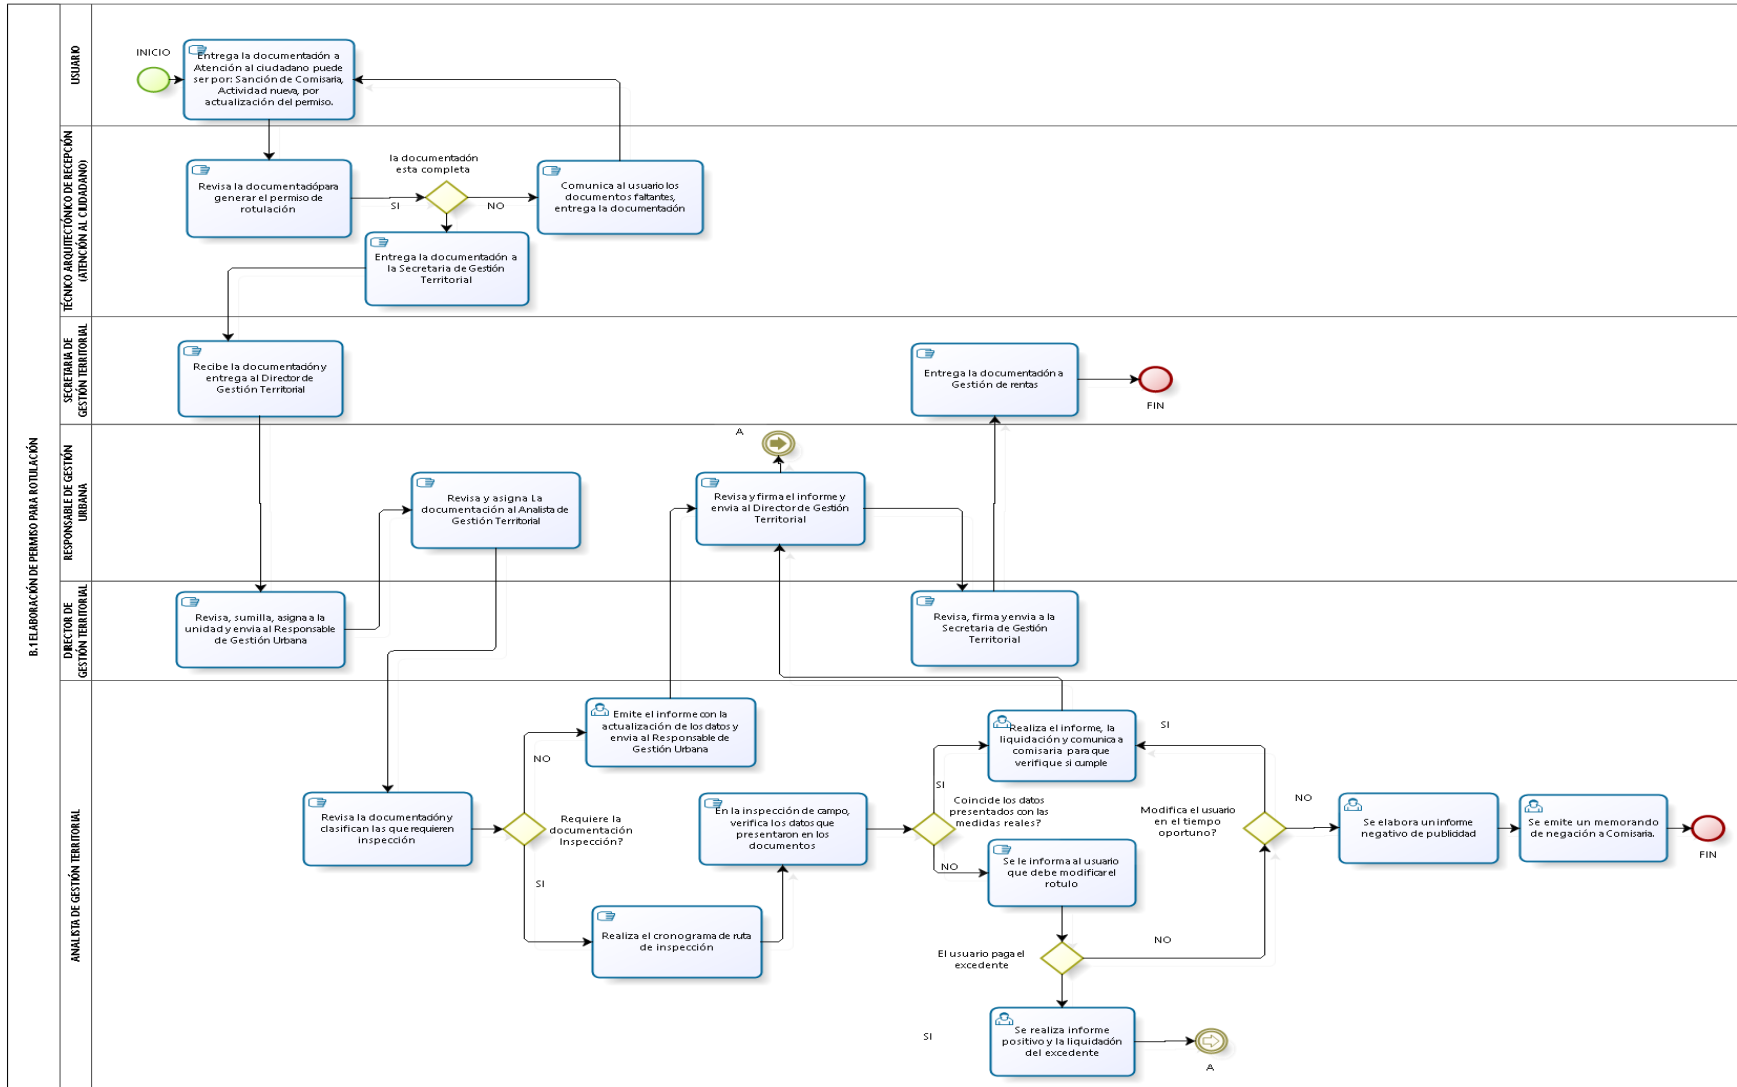 B.1 ELABORACIÓN DE PERMISO PARA ROTULACIÓN
USUARIO
INICIO
Entrega la documentación a
Atención al ciudadano puede
ser por: Sanción de Comisaria,
Actividad nueva, por
actualización del permiso.
TÉCNICO ARQUITECTÓNICO DE RECEPCIÓN
(ATENCIÓN AL CIUDADANO)
Revisa la documentaciópara
generar el permiso de
rotulación
la documentación
esta completa
SI
NO
Comunica al usuario los
documentos faltantes,
entrega la documentación
Entrega la documentación a
la Secretaria de Gestión
Territorial
SECRETARIA DE
GESTIÓN TERRITORIAL
Recibe la documentación y
entrega al Director de
Gestión Territorial
Entrega la documentación a
Gestión de rentas
FIN
RESPONSABLE DE GESTIÓN
URBANA
Revisa y asigna La
documentación al Analista de
Gestión Territorial
A
Revisa y firma el informe y
envia al Director de Gestión
Territorial
DIRECTOR DE
GESTIÓN TERRITORIAL
Revisa, sumilla, asigna a la
unidad y envia al Responsable
de Gestión Urbana
Revisa, firma y envia a la
Secretaria de Gestión
Territorial
ANALISTA DE GESTIÓN TERRITORIAL
Revisa la documentación y
clasifican las que requieren
inspección
Requiere la
documentación
Inspección?
NO
SI
Emite el informe con la
actualización de los datos y
envia al Responsable de
Gestión Urbana
Realiza el cronograma de ruta
de inspección
En la inspección de campo,
verifica los datos que
presentaron en los
documentos
Coincide los datos
presentados con las
medidas reales?
SI
NO
Realiza el informe, la
liquidación y comunica a
comisaria para que
verifique si cumple
Se le informa al usuario
que debe modificar el
rotulo
El usuario paga el
excedente
NO
SI
Se realiza informe
positivo y la liquidación
del excedente
A
Modifica el usuario
en el tiempo
oportuno?
SI
NO
Se elabora un informe
negativo de publicidad
Se emite un memorando
de negación a Comisaria.
FIN